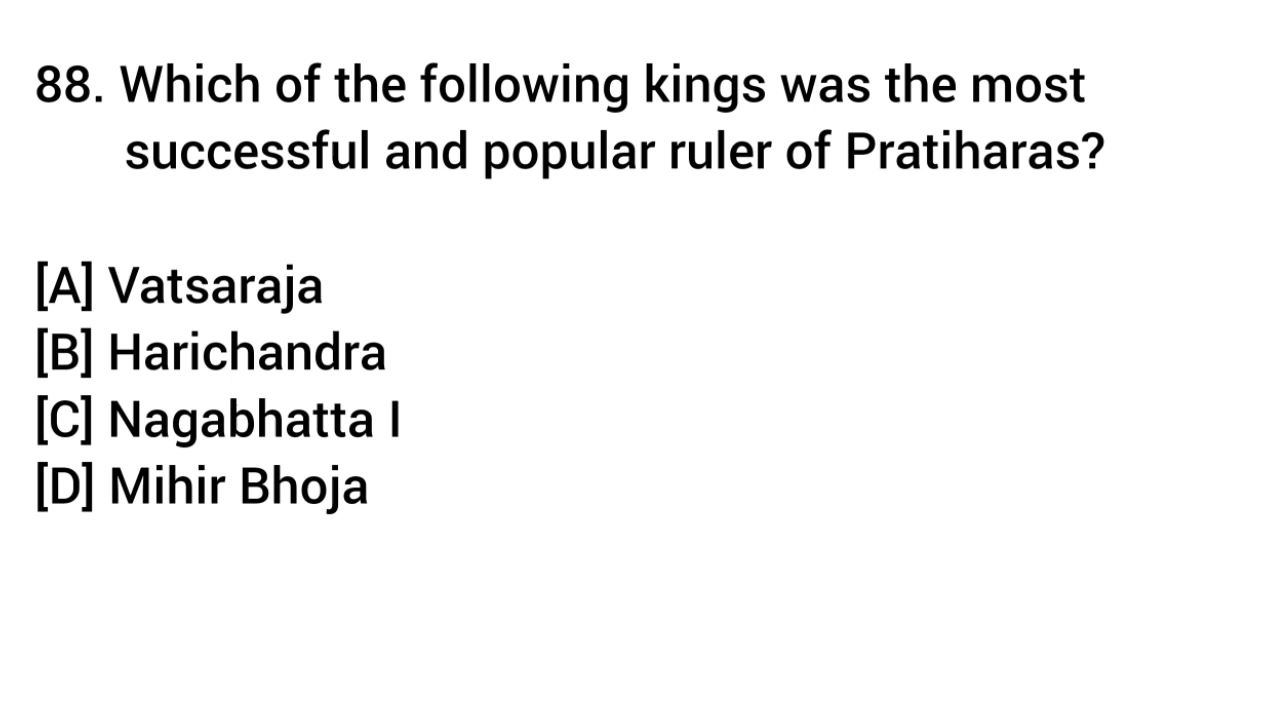 88. Which of the following kings was the most
successful and popular ruler of Pratiharas?
[A] Vatsaraja
[B] Harichandra
[C] Nagabhatta I
[D] Mihir Bhoja